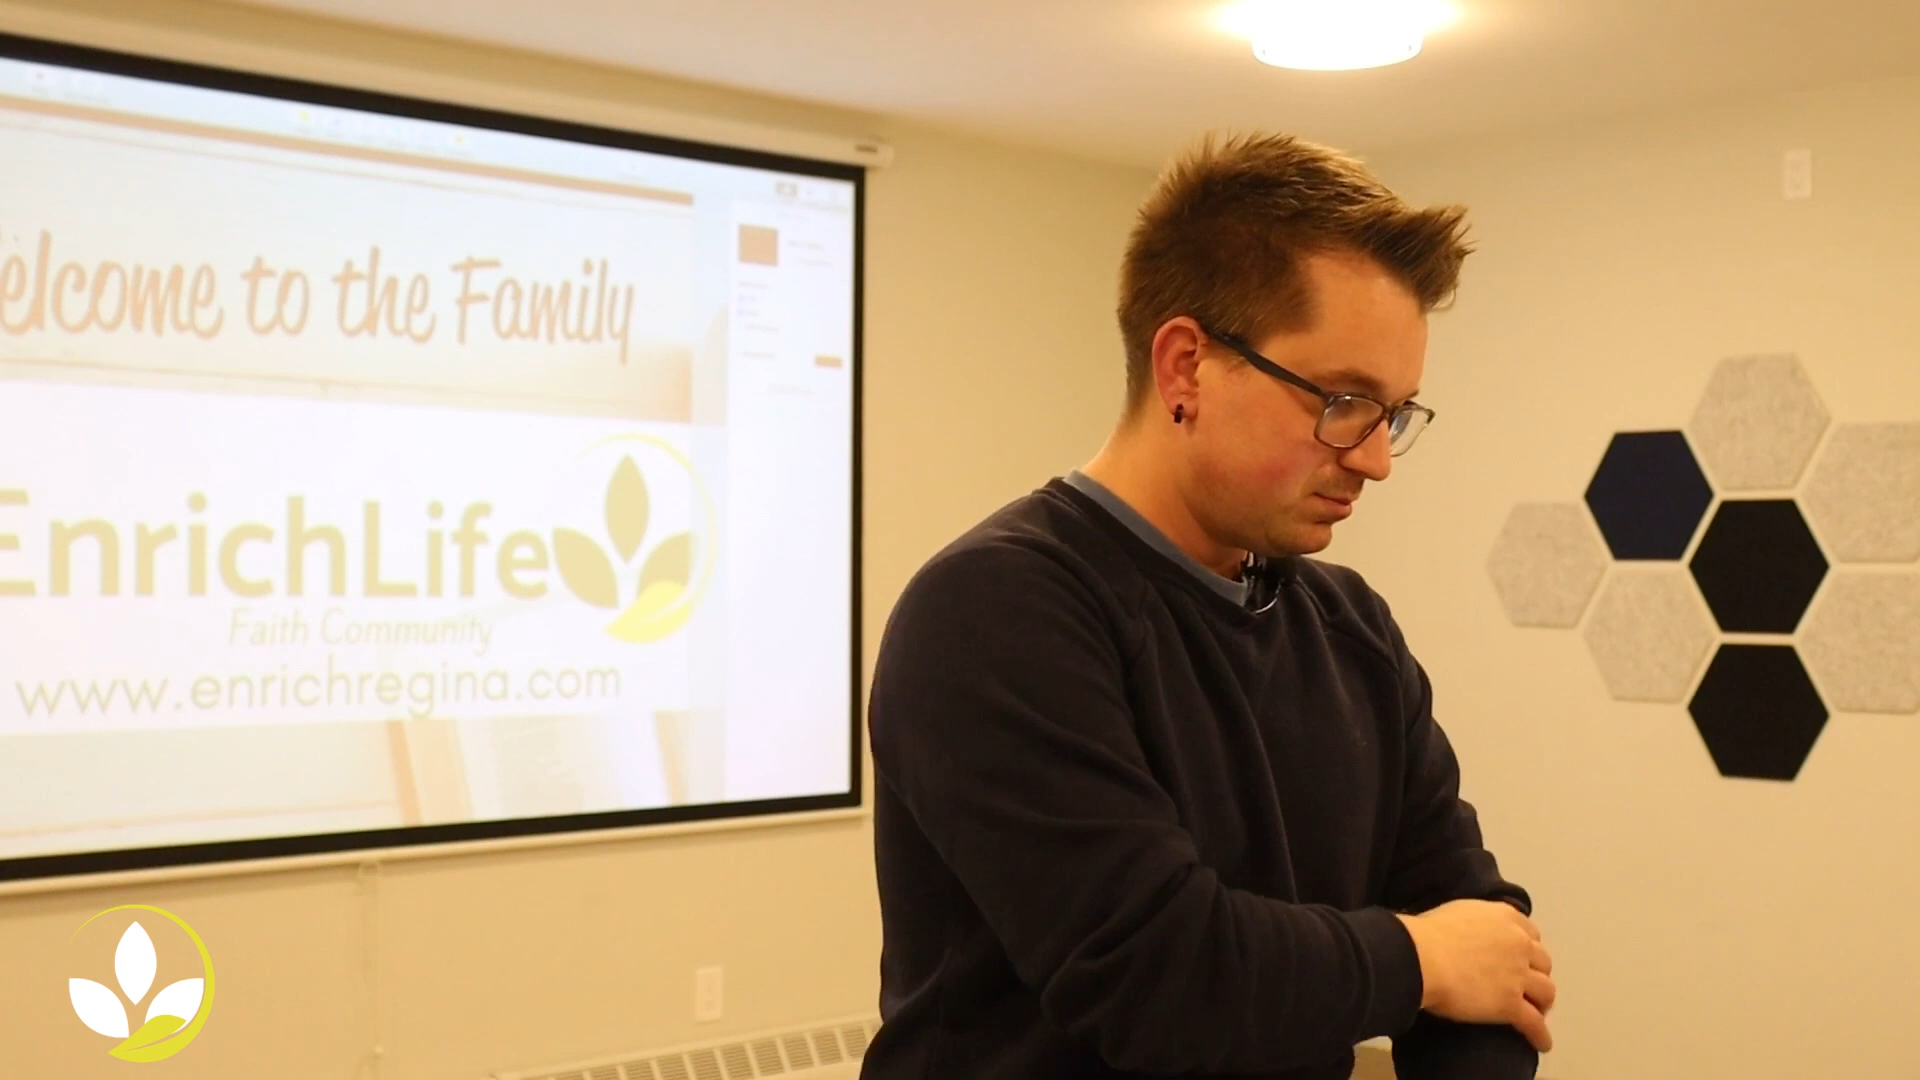 elcome to the Family
EnrichLife
Faith Community
www.enrichregina.com